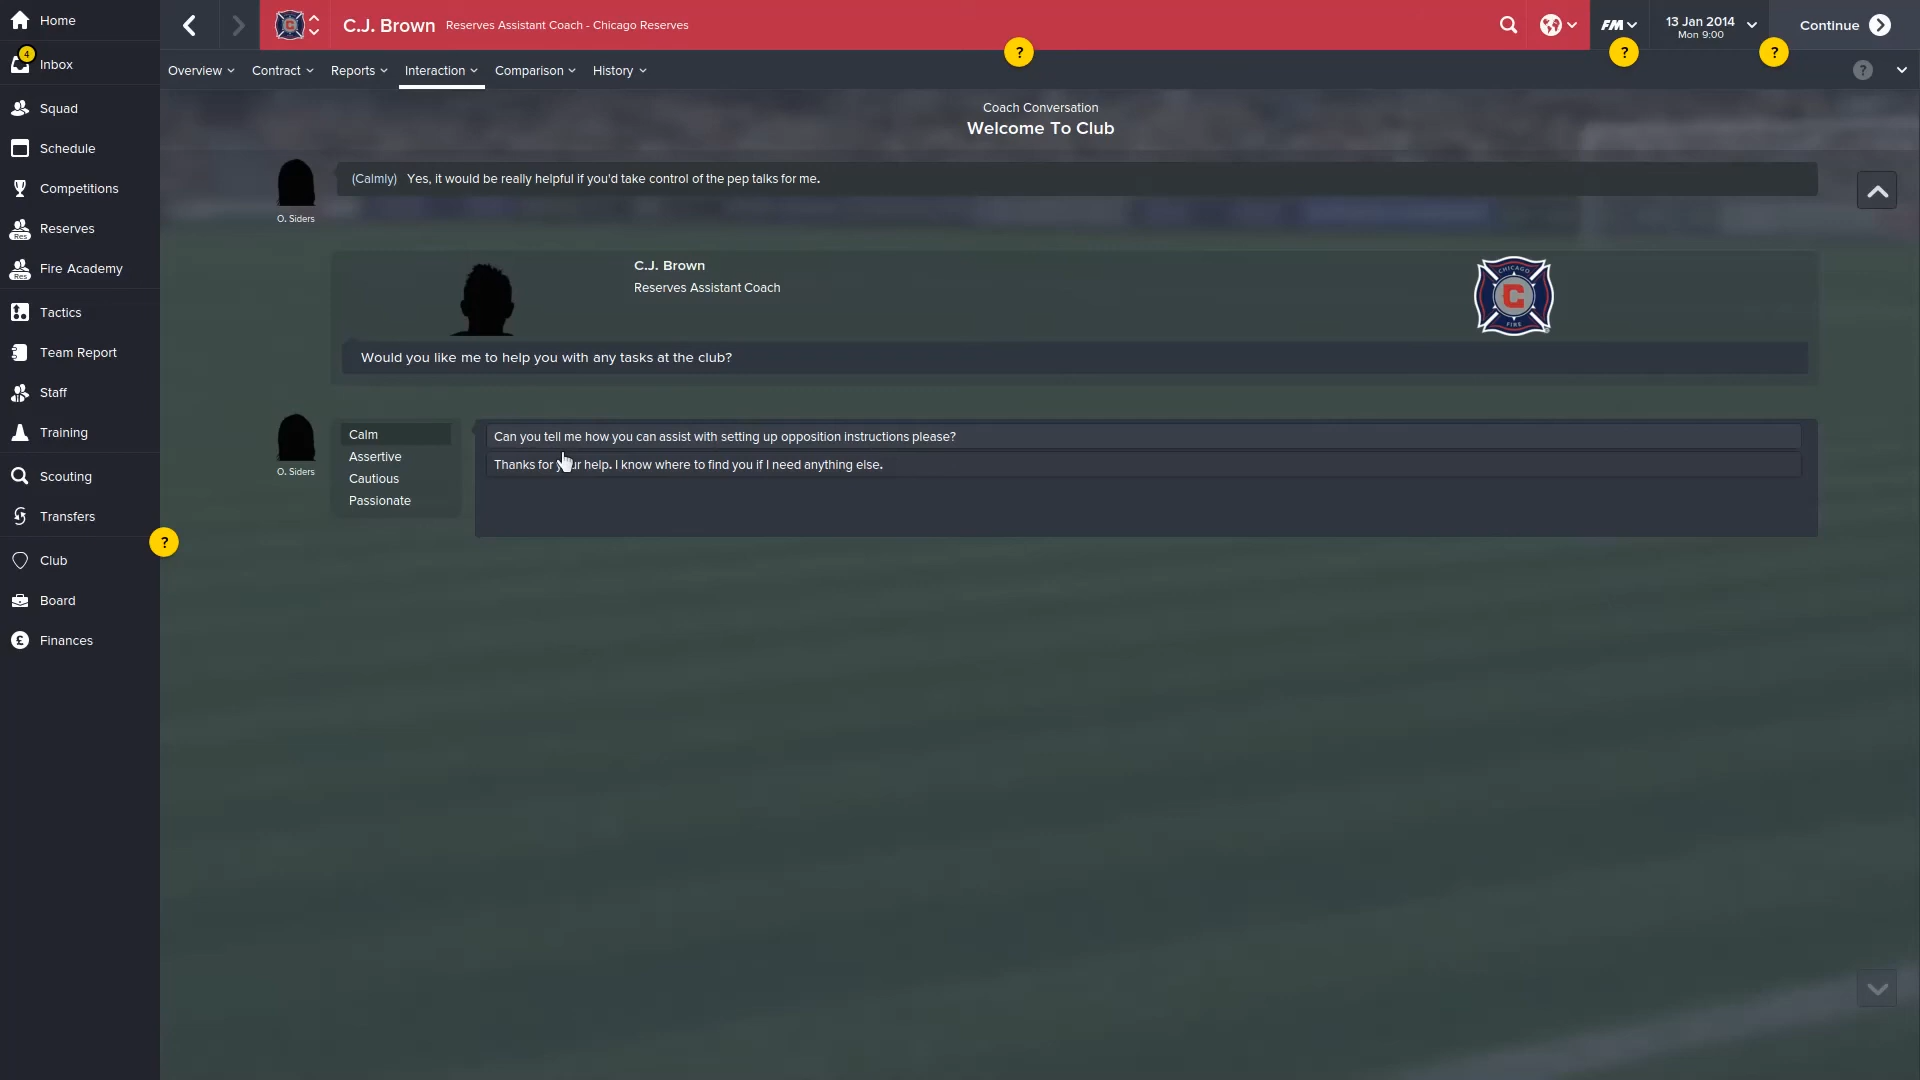 Home
4
Inbox
Squad
Schedule
Competitions
Res
Reserves
Res
Fire Academy
Tactics
Team Report
Staff
Training
Scouting
Transfers
?
Club
Board
£
Finances
C.J. Brown Reserves Assistant Coach - Chicago Reserves
FM
13 Jan 2014
Mon 9:00
Continue
?
?
?
Overview
Contract
Reports
Interaction
Comparison
History
?
Coach Conversation
Welcome To Club
(Calmly) Yes, it would be really helpful if you'd take control of the pep talks for me.
O. Siders
C.J. Brown
Reserves Assistant Coach
CHICAGO
C
FIRE
Would you like me to help you with any tasks at the club?
O. Siders
Calm
Assertive
Cautious
Passionate
Can you tell me how you can assist with setting up opposition instructions please?
Thanks for your help. I know where to find you if I need anything else.